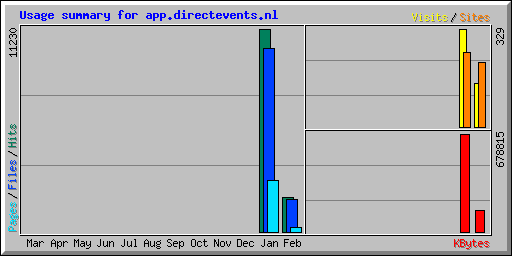 Usage summary for app.directevents.nl
Visits / Sites
11230
329
Pages / Files / Hits
678815
Mar Apr May Jun Jul Aug Sep Oct Nov Dec Jan Feb
KBytes